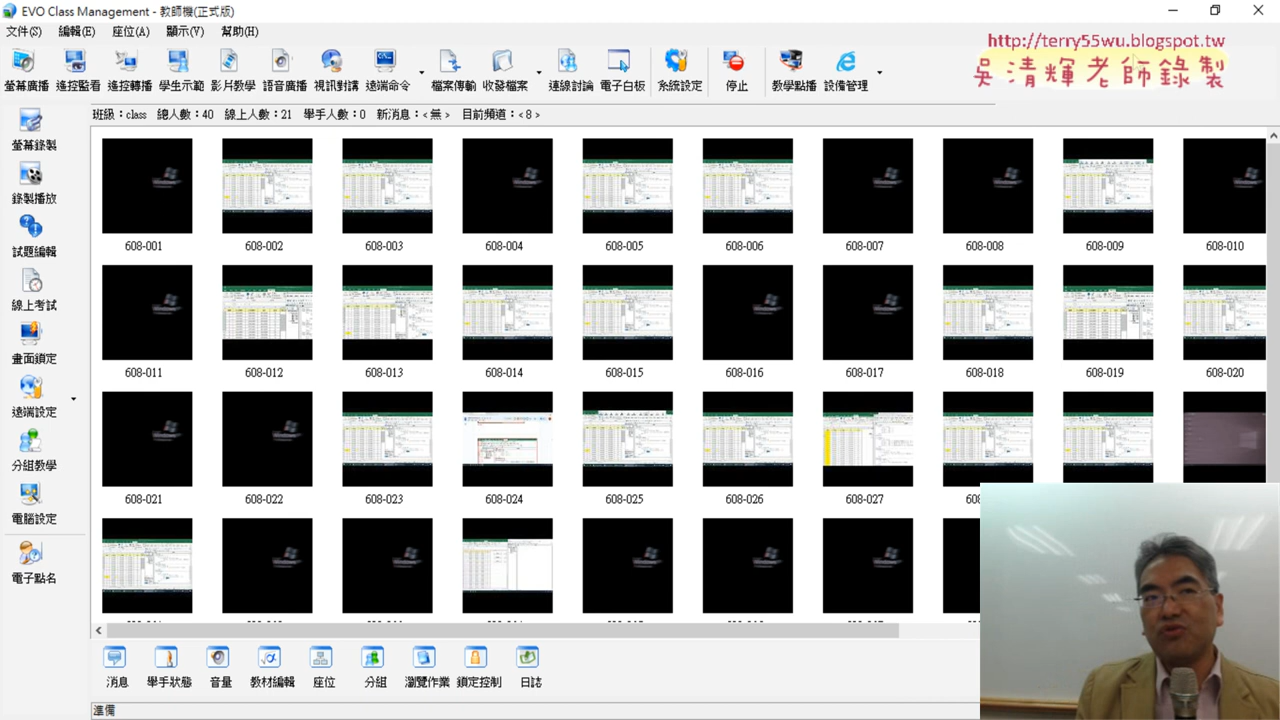 EVO Class Management - 教師機(正式版)
文件(S) 編輯(E) 座位(A) 顯示(V) 幫助(H)
http://terry55wu.blogspot.tw
吳清輝老師錄製
螢幕廣播 遙控監看 遙控轉播 學生示範 影片教學 語音廣播 視訊對講 遠端命令 檔案傳輸 收發檔案 連線討論 電子白板 系統設定 停止 教學點播 設備管理
班級：class 總人數：40 線上人數：21 舉手人數：0 新消息：< 無 > 目前頻道：< 8 >
螢幕錄製
錄製播放
試題編輯
線上考試
畫面鎖定
遠端設定
分組教學
電腦設定
電子點名
608-001 608-002 608-003 608-004 608-005 608-006 608-007 608-008 608-009 608-010
608-011 608-012 608-013 608-014 608-015 608-016 608-017 608-018 608-019 608-020
608-021 608-022 608-023 608-024 608-025 608-026 608-027
消息 舉手狀態 音量 教材編輯 座位 分組 瀏覽作業 鎖定控制 日誌
準備